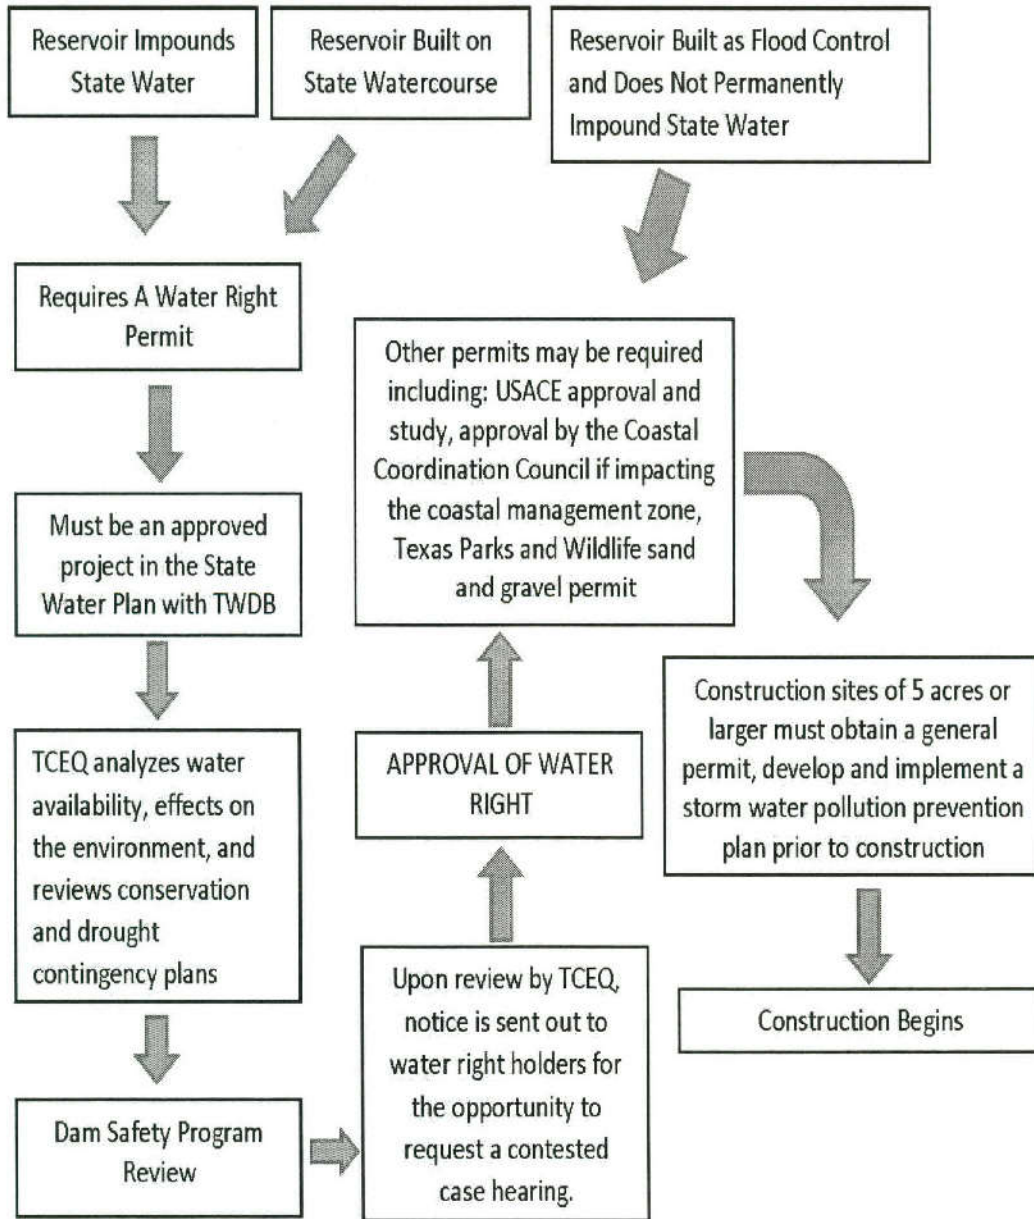 Reservoir Impounds
State Water
Reservoir Built on
State Watercourse
Reservoir Built as Flood Control
and Does Not Permanently
Impound State Water
Requires A Water Right
Permit
Must be an approved
project in the State
Water Plan with TWDB
TCEQ analyzes water
availability, effects on
the environment, and
reviews conservation
and drought
contingency plans
Dam Safety Program
Review
Upon review by TCEQ,
notice is sent out to
water right holders for
the opportunity to
request a contested
case hearing.
APPROVAL OF WATER
RIGHT
Other permits may be required
including: USACE approval and
study, approval by the Coastal
Coordination Council if impacting
the coastal management zone,
Texas Parks and Wildlife sand
and gravel permit
Construction sites of 5 acres or
larger must obtain a general
permit, develop and implement a
storm water pollution prevention
plan prior to construction
Construction Begins